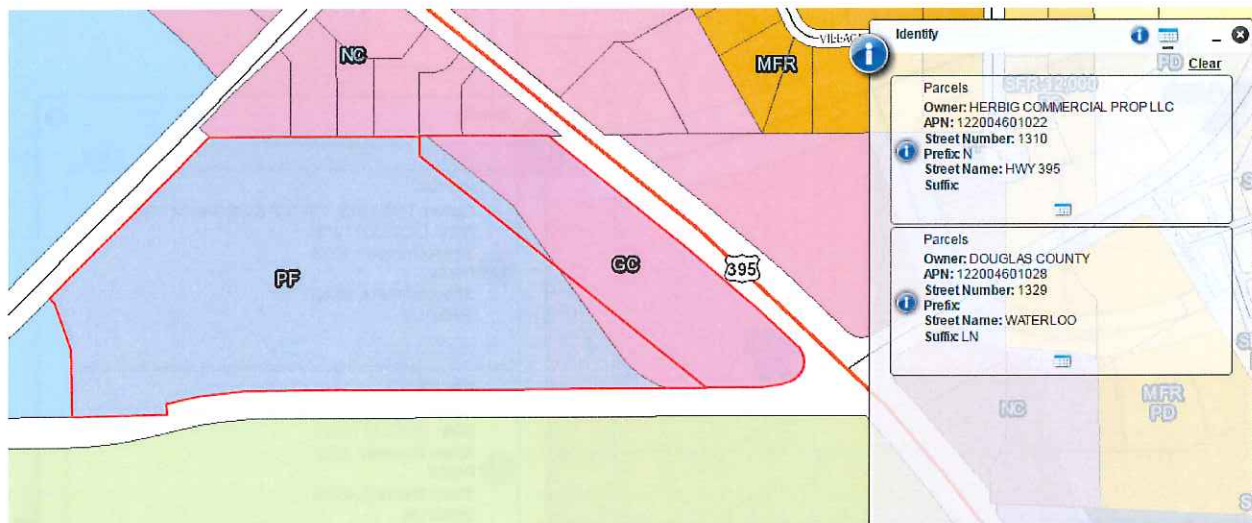 NC
MFR
VILLAGE
PF
GC
395
Identify
Clear
PD
SFR 12,000
Parcels
Owner: HERBIG COMMERCIAL PROP LLC
APN: 122004601022
Street Number: 1310
Prefix: N
Street Name: HWY 395
Suffix:
Parcels
Owner: DOUGLAS COUNTY
APN: 122004601028
Street Number: 1329
Prefix:
Street Name: WATERLOO
Suffix: LN
NC
MFR
PD